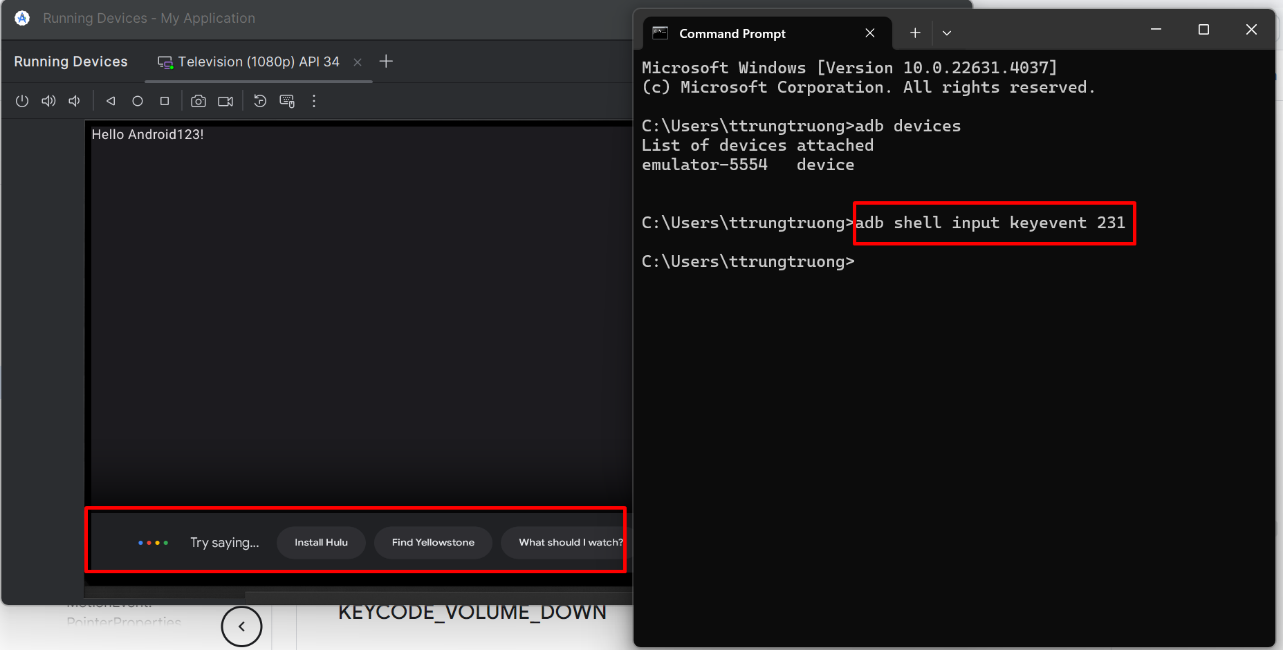 Running Devices - My Application
Running Devices
Television (1080p) API 34
Hello Android123!
Try saying...
Install Hulu
Find Yellowstone
What should I watch?
PointerProperties
KEYCODE_VOLUME_DOWN
Command Prompt
Microsoft Windows [Version 10.0.22631.4037]
(c) Microsoft Corporation. All rights reserved.
C:\Users\ttrungtruong>adb devices
List of devices attached
emulator-5554   device
C:\Users\ttrungtruong>adb shell input keyevent 231
C:\Users\ttrungtruong>